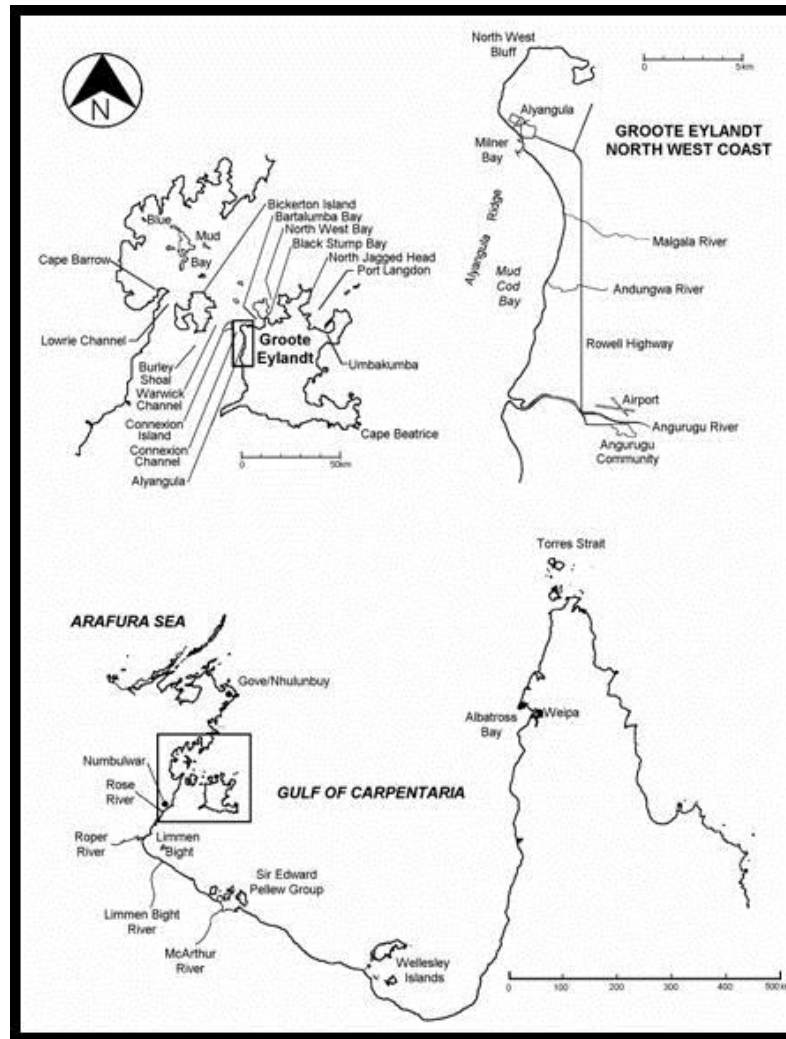 N
Blue
Mud
Bay
Cape Barrow
Lowrie Channel
Bickerton Island
Bartalumba Bay
North West Bay
Black Stump Bay
North Jagged Head
Port Langdon
Groote
Eylandt
Umbakumba
Burley
Shoal
Warwick
Channel
Connexion
Island
Connexion
Channel
Alyangula
Cape Beatrice
0
50km
North West
Bluff
0
5km
Alyangula
GROOTE EYLANDT
NORTH WEST COAST
Milner
Bay
Alyangula Ridge
Mud
Cod
Bay
Malgala River
Andungwa River
Rowell Highway
Airport
Angurugu River
Angurugu
Community
Torres Strait
ARAFURA SEA
Gove/Nhulunbuy
Albatross
Bay
Weipa
Numbulwar
Rose
River
GULF OF CARPENTARIA
Roper
River
Limmen
Bight
Sir Edward
Pellew Group
Limmen Bight
River
McArthur
River
Wellesley
Islands
0
100
200
300
400
500k